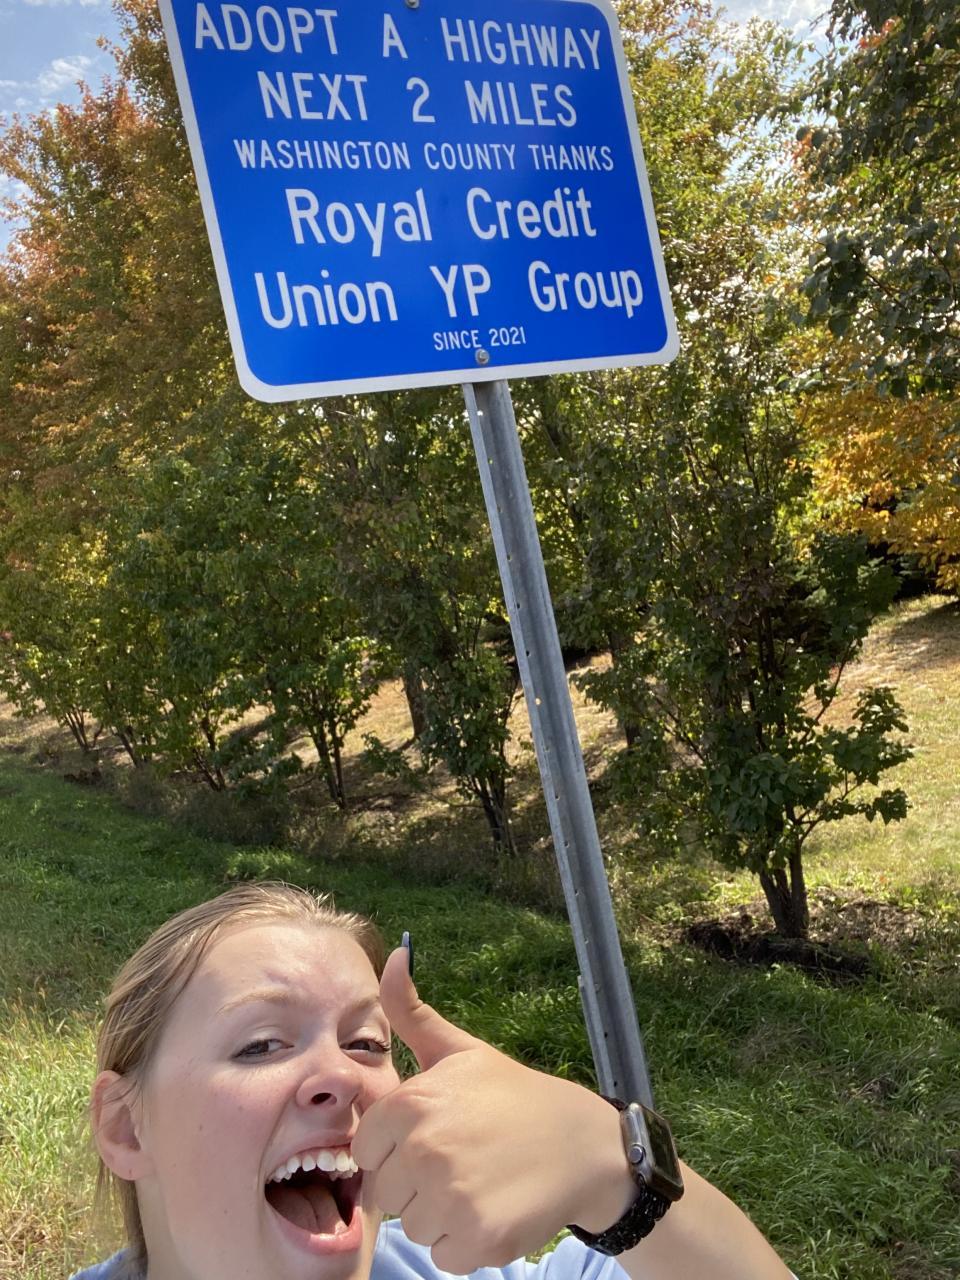 ADOPT A HIGHWAY
NEXT 2 MILES
WASHINGTON COUNTY THANKS
Royal Credit
Union YP Group
SINCE 2021